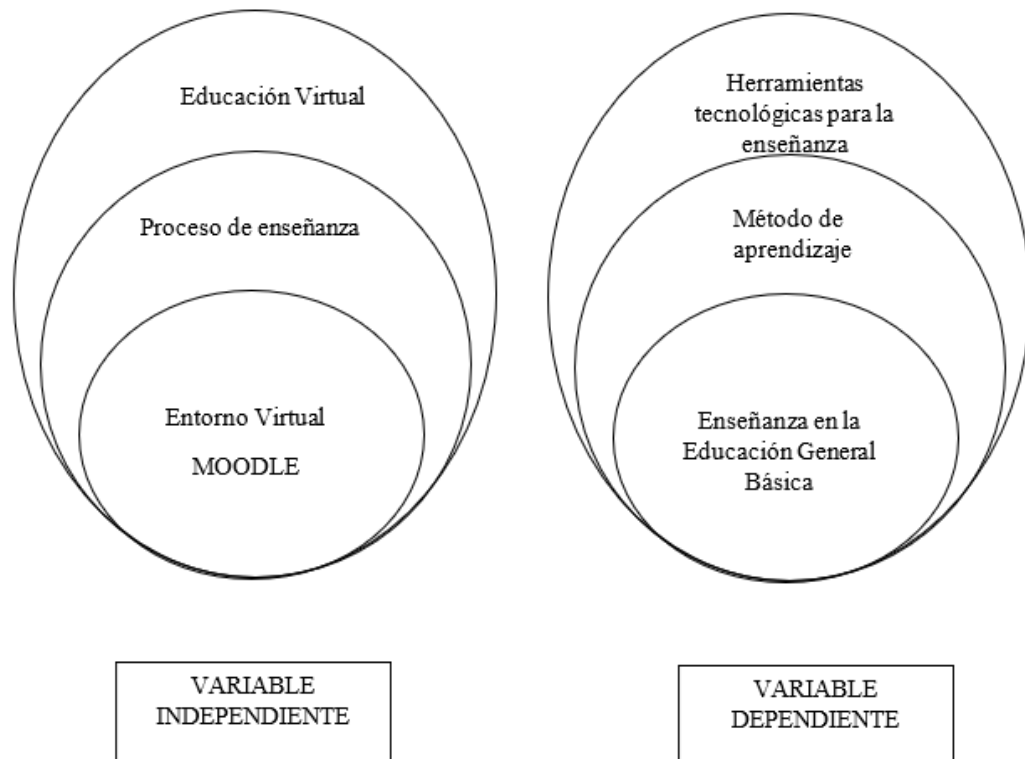 Educación Virtual
Proceso de enseñanza
Entorno Virtual
MOODLE
VARIABLE
INDEPENDIENTE
Herramientas
tecnológicas para la
enseñanza
Método de
aprendizaje
Enseñanza en la
Educación General
Básica
VARIABLE
DEPENDIENTE